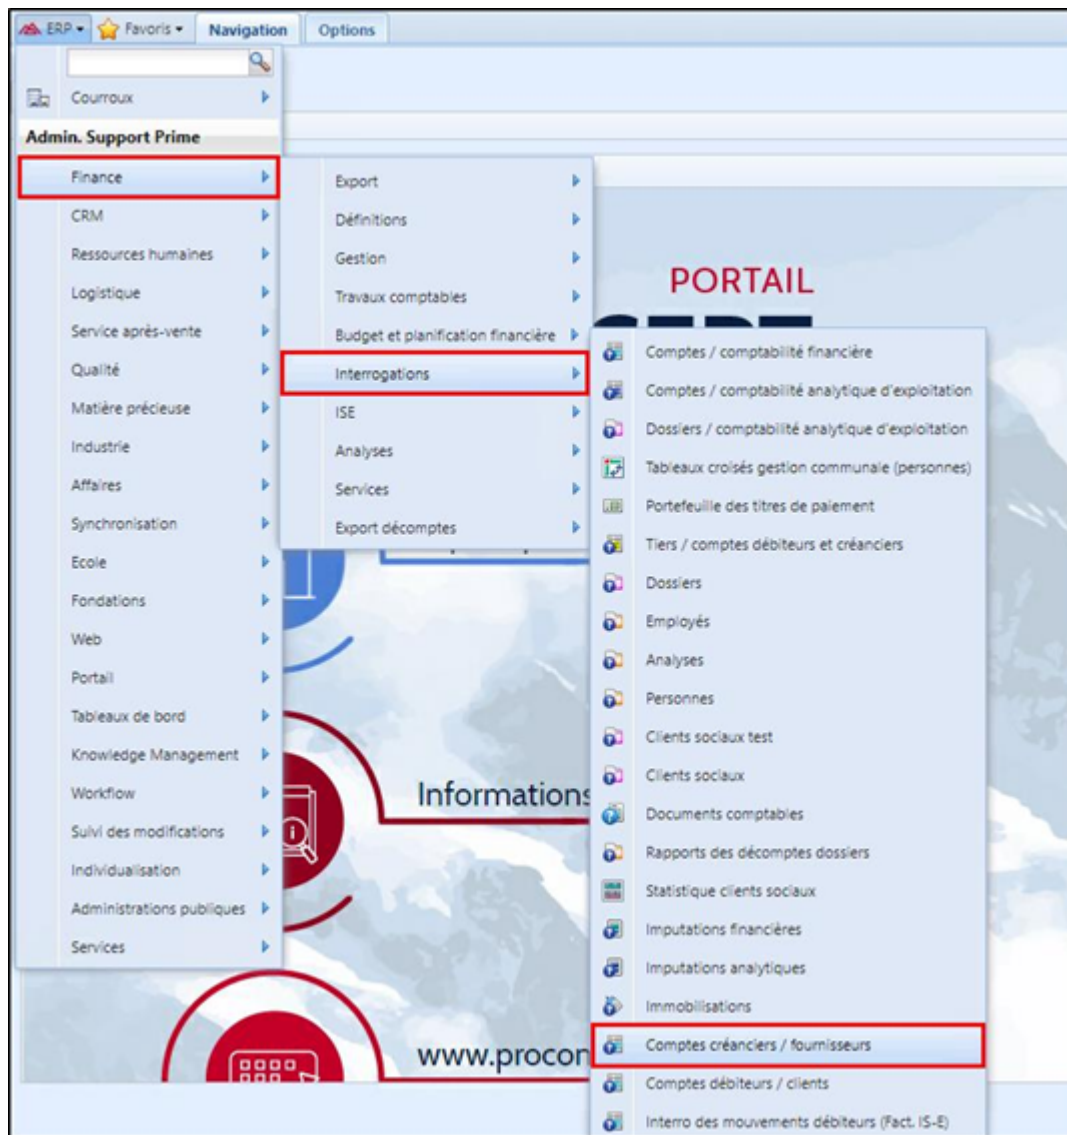 ERP Favoris Navigation Options
Courroux
Admin. Support Prime
Finance
CRM
Ressources humaines
Logistique
Service après-vente
Qualité
Matière précieuse
Industrie
Affaires
Synchronisation
Ecole
Fondations
Web
Portail
Tableaux de bord
Knowledge Management
Workflow
Suivi des modifications
Individualisation
Administrations publiques
Services
Export
Définitions
Gestion
Travaux comptables
Budget et planification financière
Interrogations
ISE
Analyses
Services
Export décomptes
PORTAIL
Comptes / comptabilité financière
Comptes / comptabilité analytique d'exploitation
Dossiers / comptabilité analytique d'exploitation
Tableaux croisés gestion communale (personnes)
Portefeuille des titres de paiement
Tiers / comptes débiteurs et créanciers
Dossiers
Employés
Analyses
Personnes
Clients sociaux test
Clients sociaux
Documents comptables
Rapports des décomptes dossiers
Statistique clients sociaux
Imputations financières
Imputations analytiques
Immobilisations
Comptes créanciers / fournisseurs
Comptes débiteurs / clients
Interro des mouvements débiteurs (Fact. IS-E)
Informations
www.procon